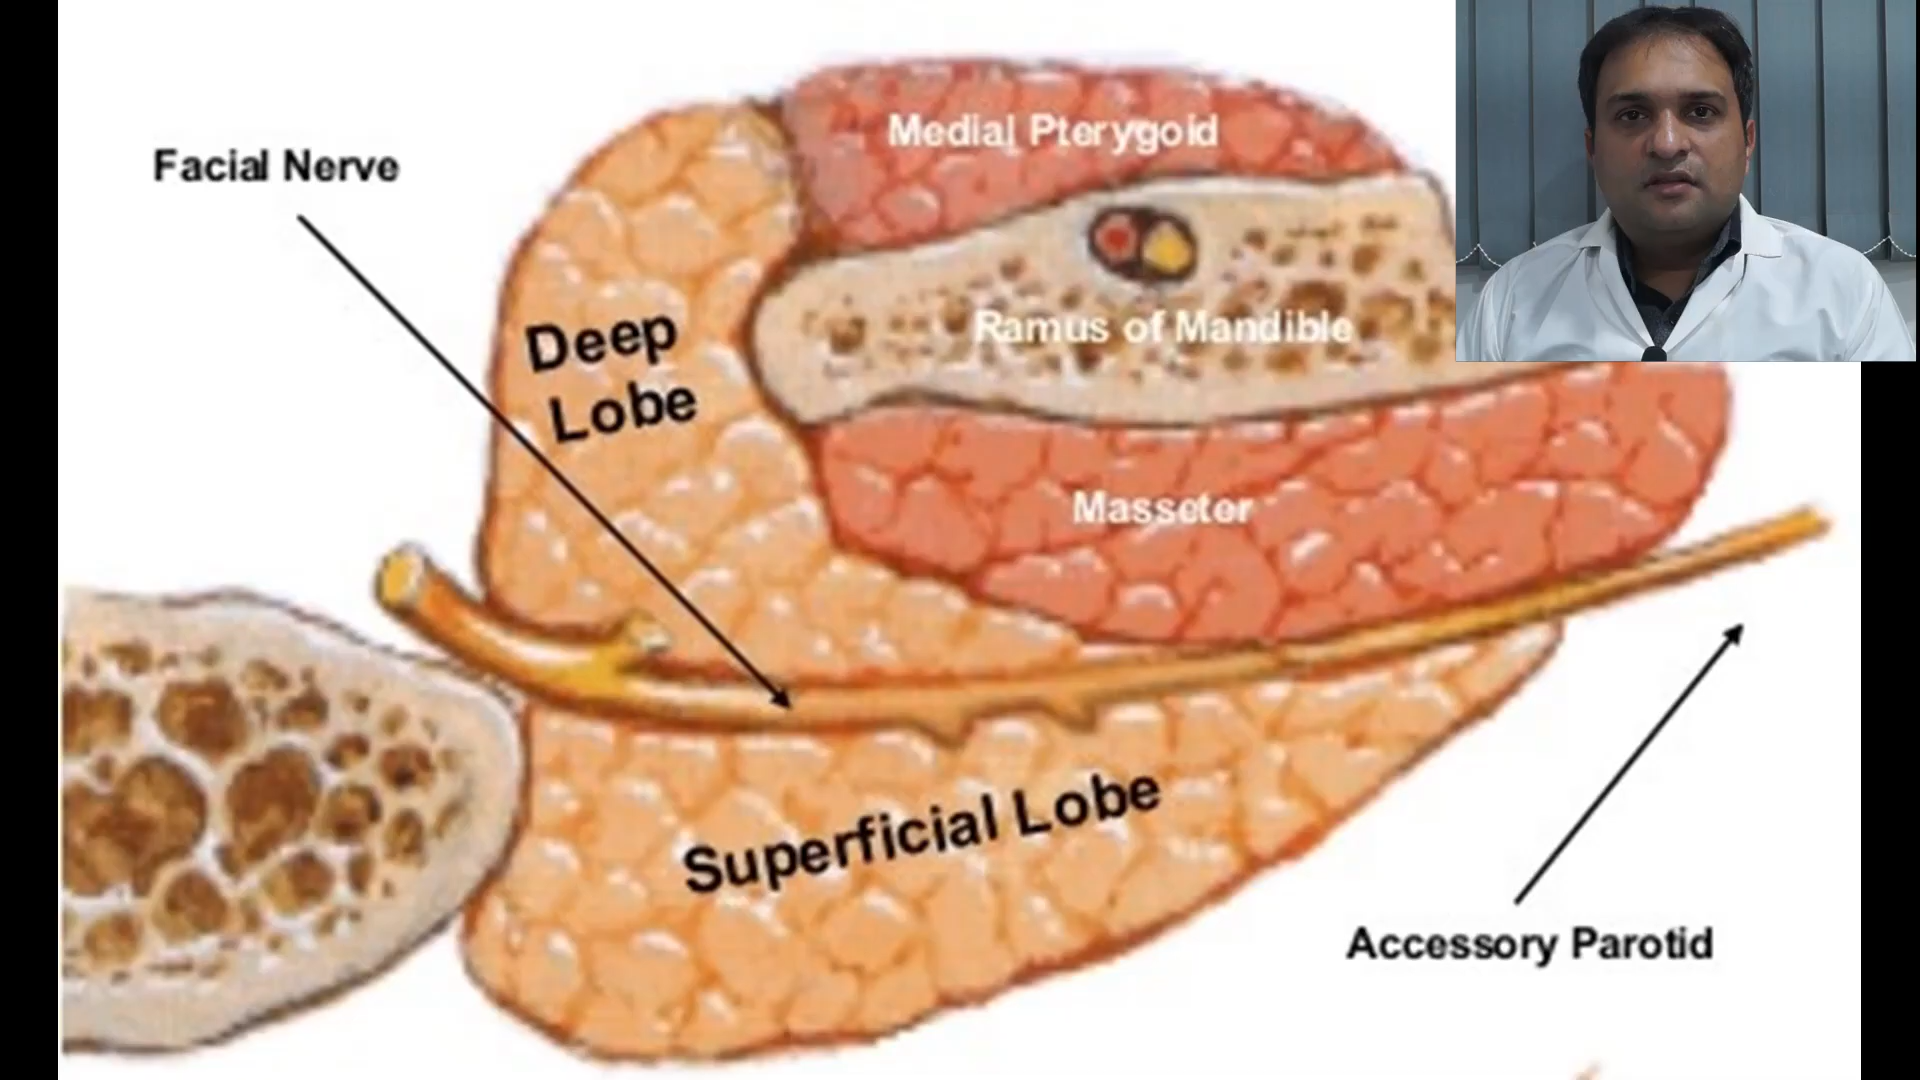 Medial Pterygoid
Facial Nerve
Ramus of Mandible
Deep
Lobe
Masseter
Superficial Lobe
Accessory Parotid